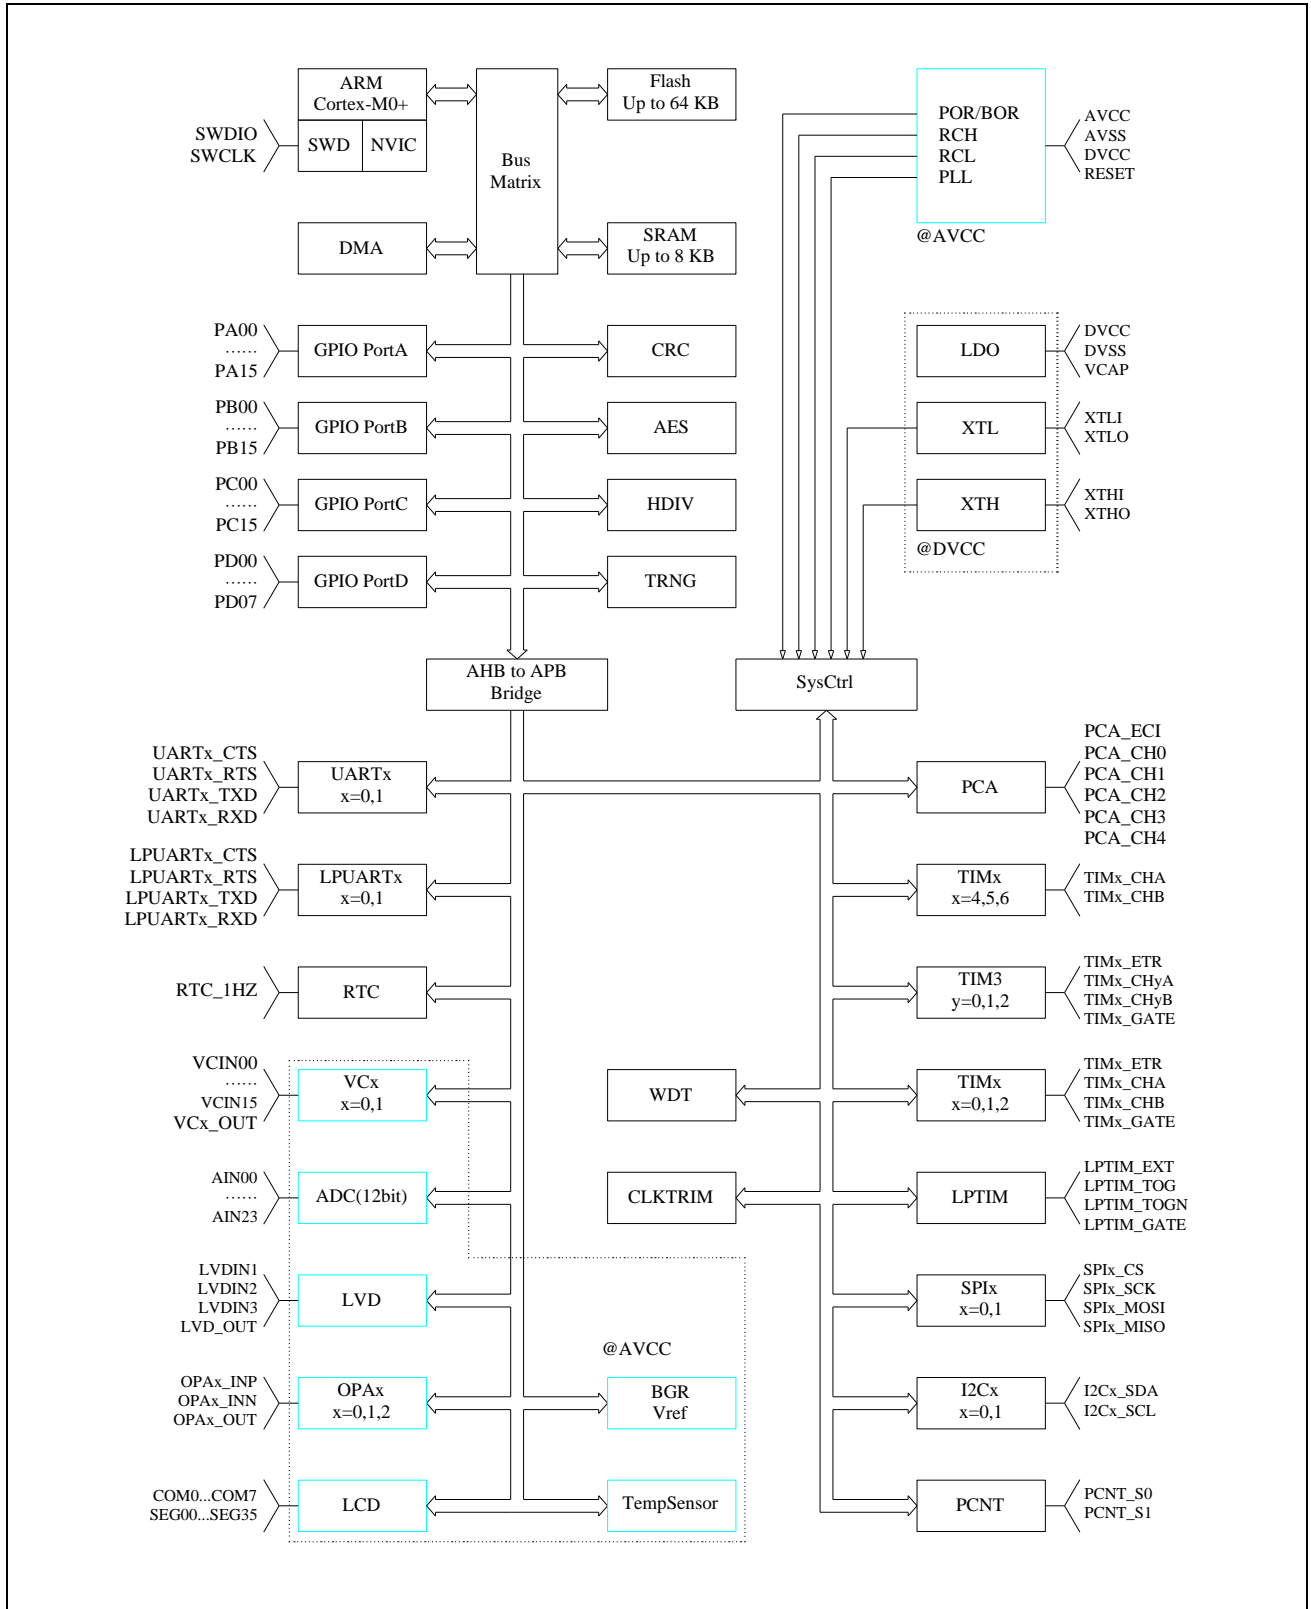 ARM
Cortex-M0+
SWD
NVIC
SWDIO
SWCLK
Bus
Matrix
Flash
Up to 64 KB
POR/BOR
RCH
RCL
PLL
AVCC
AVSS
DVCC
RESET
@AVCC
DMA
SRAM
Up to 8 KB
PA00
......
PA15
GPIO PortA
CRC
LDO
DVCC
DVSS
VCAP
PB00
......
PB15
GPIO PortB
AES
XTL
XTLI
XTLO
PC00
......
PC15
GPIO PortC
HDIV
XTH
XTHI
XTHO
@DVCC
PD00
......
PD07
GPIO PortD
TRNG
AHB to APB
Bridge
SysCtrl
UARTx_CTS
UARTx_RTS
UARTx_TXD
UARTx_RXD
UARTx
x=0,1
PCA
PCA_ECI
PCA_CH0
PCA_CH1
PCA_CH2
PCA_CH3
PCA_CH4
LPUARTx_CTS
LPUARTx_RTS
LPUARTx_TXD
LPUARTx_RXD
LPUARTx
x=0,1
TIMx
x=4,5,6
TIMx_CHA
TIMx_CHB
RTC_1HZ
RTC
TIM3
y=0,1,2
TIMx_ETR
TIMx_CHyA
TIMx_CHyB
TIMx_GATE
VCIN00
......
VCIN15
VCx_OUT
VCx
x=0,1
WDT
TIMx
x=0,1,2
TIMx_ETR
TIMx_CHA
TIMx_CHB
TIMx_GATE
AIN00
......
AIN23
ADC(12bit)
CLKTRIM
LPTIM
LPTIM_EXT
LPTIM_TOG
LPTIM_TOGN
LPTIM_GATE
LVDIN1
LVDIN2
LVDIN3
LVD_OUT
LVD
SPIx
x=0,1
SPIx_CS
SPIx_SCK
SPIx_MOSI
SPIx_MISO
@AVCC
OPAx_INP
OPAx_INN
OPAx_OUT
OPAx
x=0,1,2
BGR
Vref
I2Cx
x=0,1
I2Cx_SDA
I2Cx_SCL
COM0...COM7
SEG00...SEG35
LCD
TempSensor
PCNT
PCNT_S0
PCNT_S1